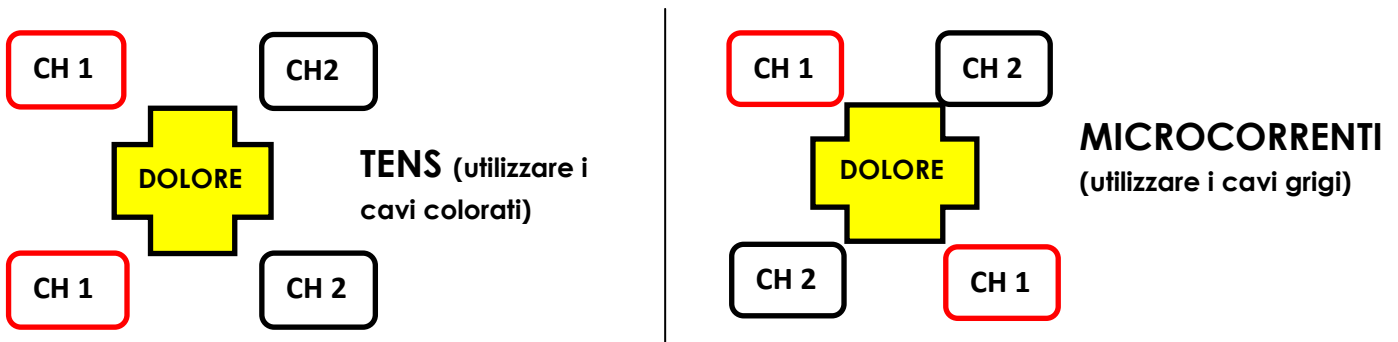 CH 1
CH2
DOLORE
TENS (utilizzare i
cavi colorati)
CH 1
CH 2
CH 1
CH 2
DOLORE
MICROCORRENTI
(utilizzare i cavi grigi)
CH 2
CH 1